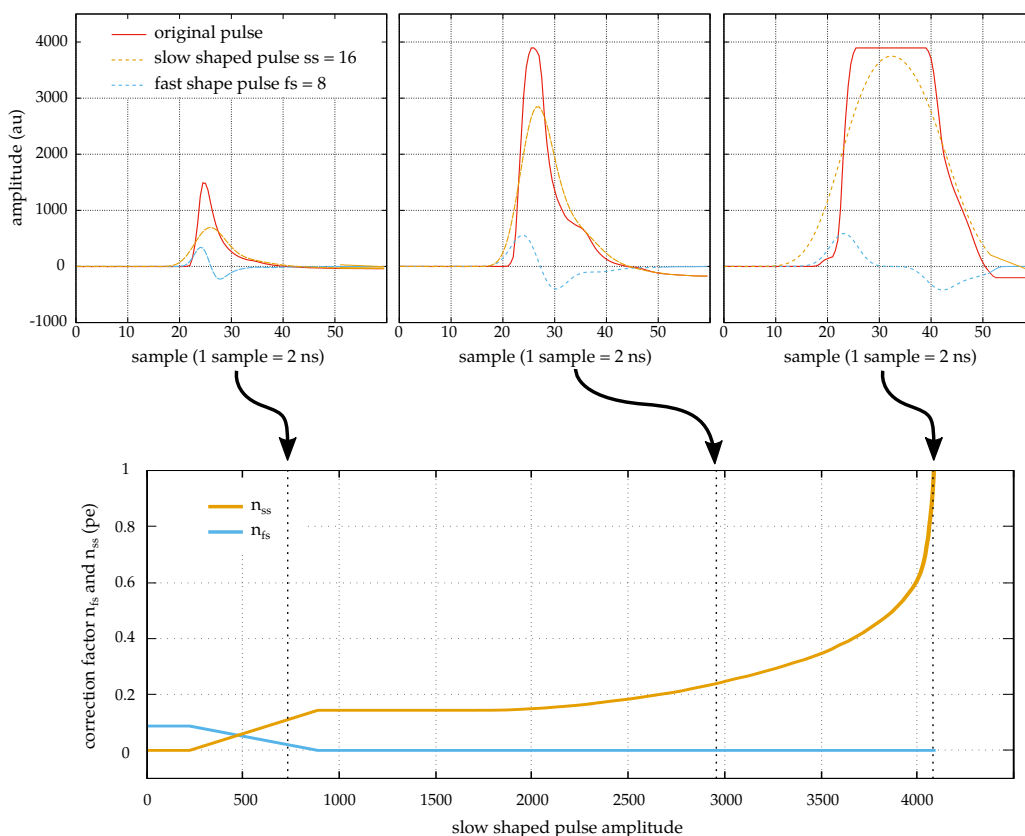 4000
3000
2000
1000
0
-1000
amplitude (au)
original pulse
slow shaped pulse ss = 16
fast shape pulse fs = 8
0 10 20 30 40 50
0 10 20 30 40 50
0 10 20 30 40 50
sample (1 sample = 2 ns)
sample (1 sample = 2 ns)
sample (1 sample = 2 ns)
1
0.8
0.6
0.4
0.2
0
correction factor n_fs and n_ss (pe)
n_ss
n_fs
0 500 1000 1500 2000 2500 3000 3500 4000
slow shaped pulse amplitude